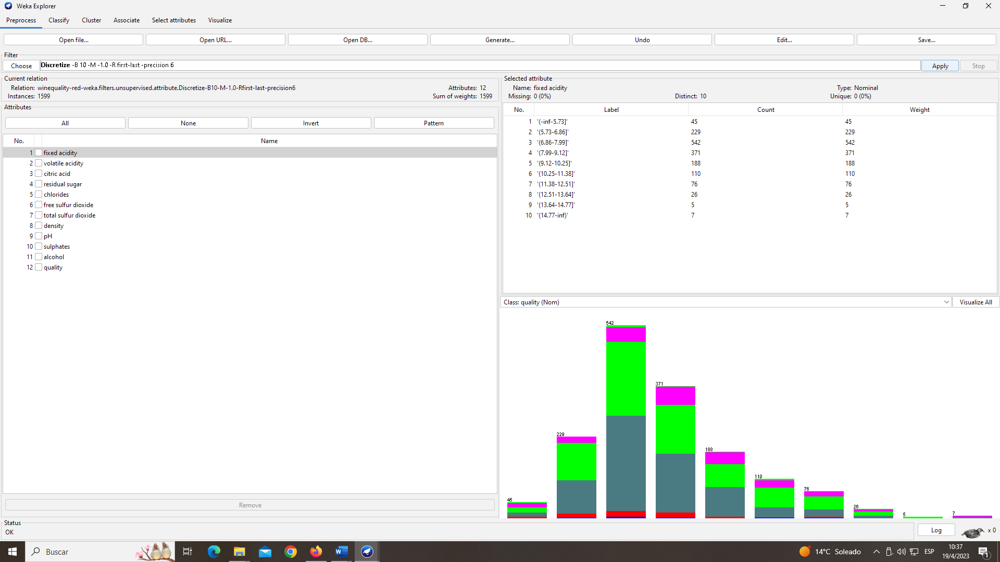 Weka Explorer
Preprocess Classify Cluster Associate Select attributes Visualize
Open file... Open URL... Open DB... Generate... Undo Edit... Save...
Filter
Choose Discretize -B 10 -M -1.0 -R first-last -precision 6 Apply Stop
Current relation
Relation: winequality-red-weka.filters.unsupervised.attribute.Discretize-B10-M-1.0-Rfirst-last-precision6 Attributes: 12
Instances: 1599 Sum of weights: 1599
Attributes
All None Invert Pattern
No. Name
1 fixed acidity
2 volatile acidity
3 citric acid
4 residual sugar
5 chlorides
6 free sulfur dioxide
7 total sulfur dioxide
8 density
9 pH
10 sulphates
11 alcohol
12 quality
Remove
Selected attribute
Name: fixed acidity Type: Nominal
Missing: 0 (0%) Distinct: 10 Unique: 0 (0%)
No. Label Count Weight
1 '(-inf-5.73]' 45 45
2 '(5.73-6.86]' 229 229
3 '(6.86-7.99]' 542 542
4 '(7.99-9.12]' 371 371
5 '(9.12-10.25]' 188 188
6 '(10.25-11.38]' 110 110
7 '(11.38-12.51]' 76 76
8 '(12.51-13.64]' 26 26
9 '(13.64-14.77]' 5 5
10 '(14.77-inf)' 7 7
Class: quality (Nom) Visualize All
45 229 542 371 188 110 76 26 5 7
Status
OK
Log x 0
Buscar
14°C Soleado ESP
10:37
19/4/2023
1